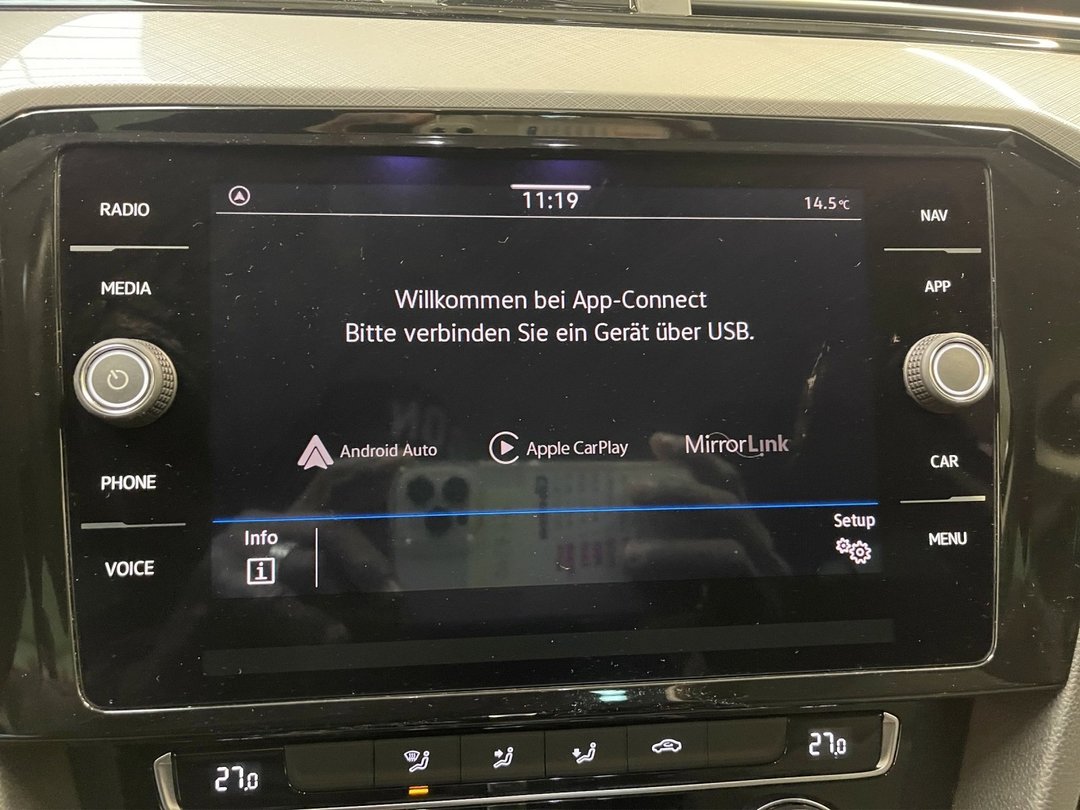 RADIO
11:19
14.5°C
NAV
MEDIA
Willkommen bei App-Connect
Bitte verbinden Sie ein Gerät über USB.
APP
Android Auto
Apple CarPlay
MirrorLink
PHONE
CAR
Info
Setup
VOICE
MENU
27.0
27.0